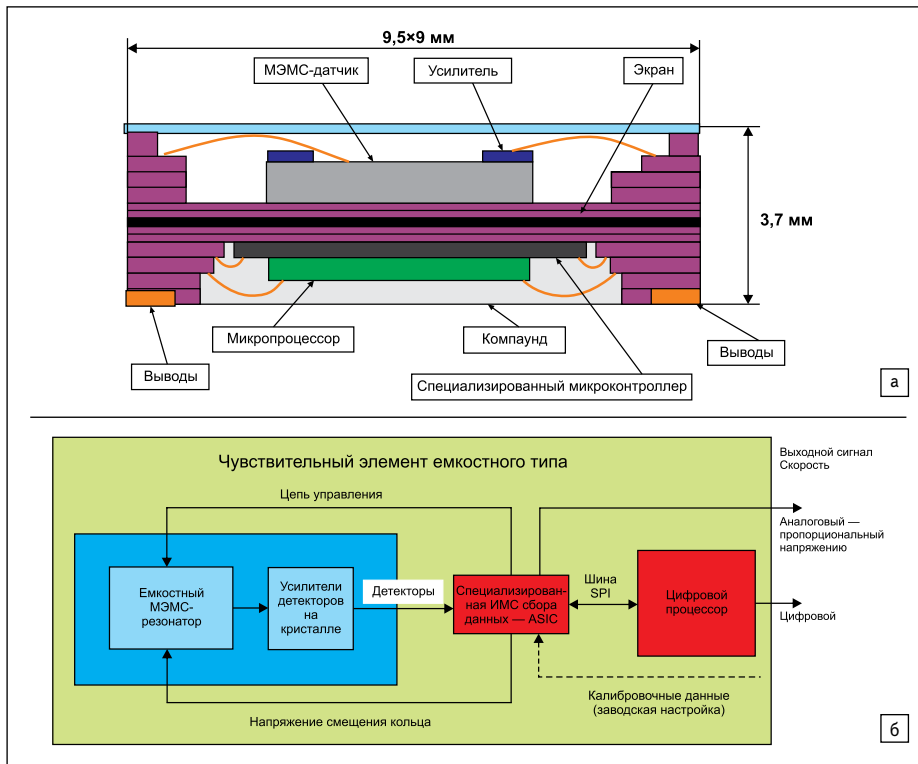 9,5×9 мм
МЭМС-датчик
Усилитель
Экран
3,7 мм
Микропроцессор
Компаунд
Выводы
Выводы
Специализированный микроконтроллер
а
Чувствительный элемент емкостного типа
Выходной сигнал
Скорость
Цепь управления
Аналоговый —
пропорциональный
напряжению
Емкостный
МЭМС-
резонатор
Усилители
детекторов
на
кристалле
Детекторы
Специализирован-
ная ИМС сбора
данных — ASIC
Шина
SPI
Цифровой
процессор
Цифровой
Калибровочные данные
(заводская настройка)
Напряжение смещения кольца
б